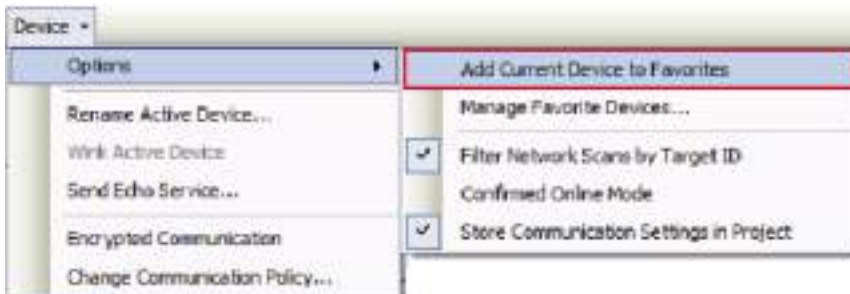 Device
Options
Rename Active Device...
Wink Active Device
Send Echo Service...
Encrypted Communication
Change Communication Policy...
Add Current Device to Favorites
Manage Favorite Devices...
Filter Network Scans by Target ID
Confirmed Online Mode
Store Communication Settings in Project